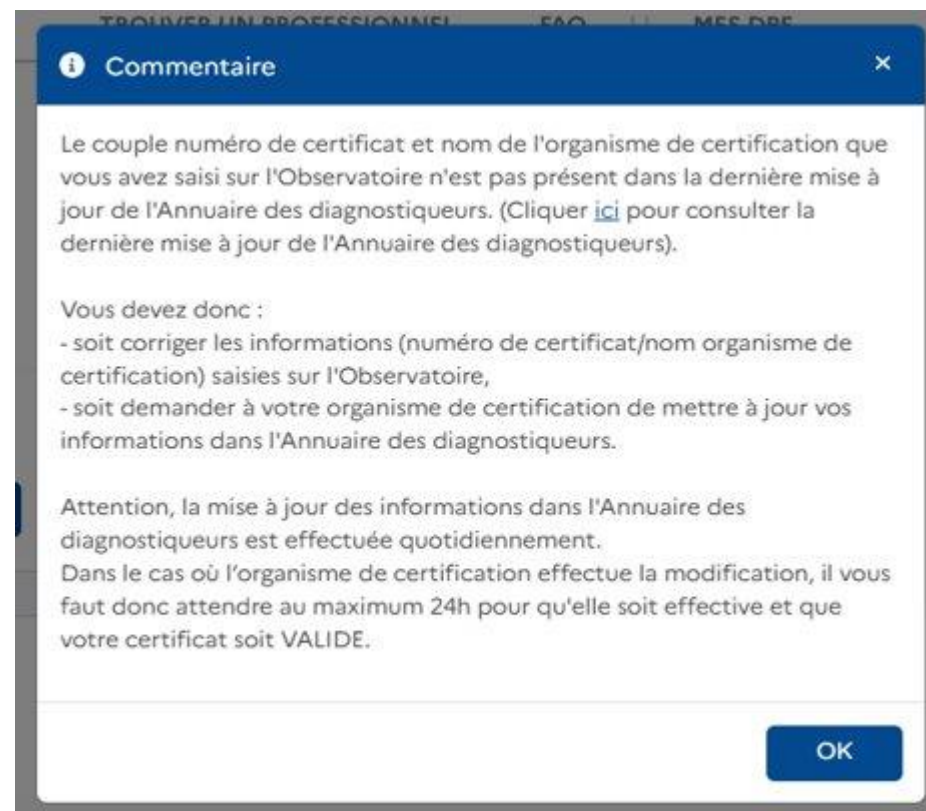 TROUVER UN PROFESSIONNEL FAQ MES DPE
Commentaire
Le couple numéro de certificat et nom de l'organisme de certification que
vous avez saisi sur l'Observatoire n'est pas présent dans la dernière mise à
jour de l'Annuaire des diagnostiqueurs. (Cliquer ici pour consulter la
dernière mise à jour de l'Annuaire des diagnostiqueurs).
Vous devez donc :
- soit corriger les informations (numéro de certificat/nom organisme de
certification) saisies sur l'Observatoire,
- soit demander à votre organisme de certification de mettre à jour vos
informations dans l'Annuaire des diagnostiqueurs.
Attention, la mise à jour des informations dans l'Annuaire des
diagnostiqueurs est effectuée quotidiennement.
Dans le cas où l’organisme de certification effectue la modification, il vous
faut donc attendre au maximum 24h pour qu'elle soit effective et que
votre certificat soit VALIDE.
OK